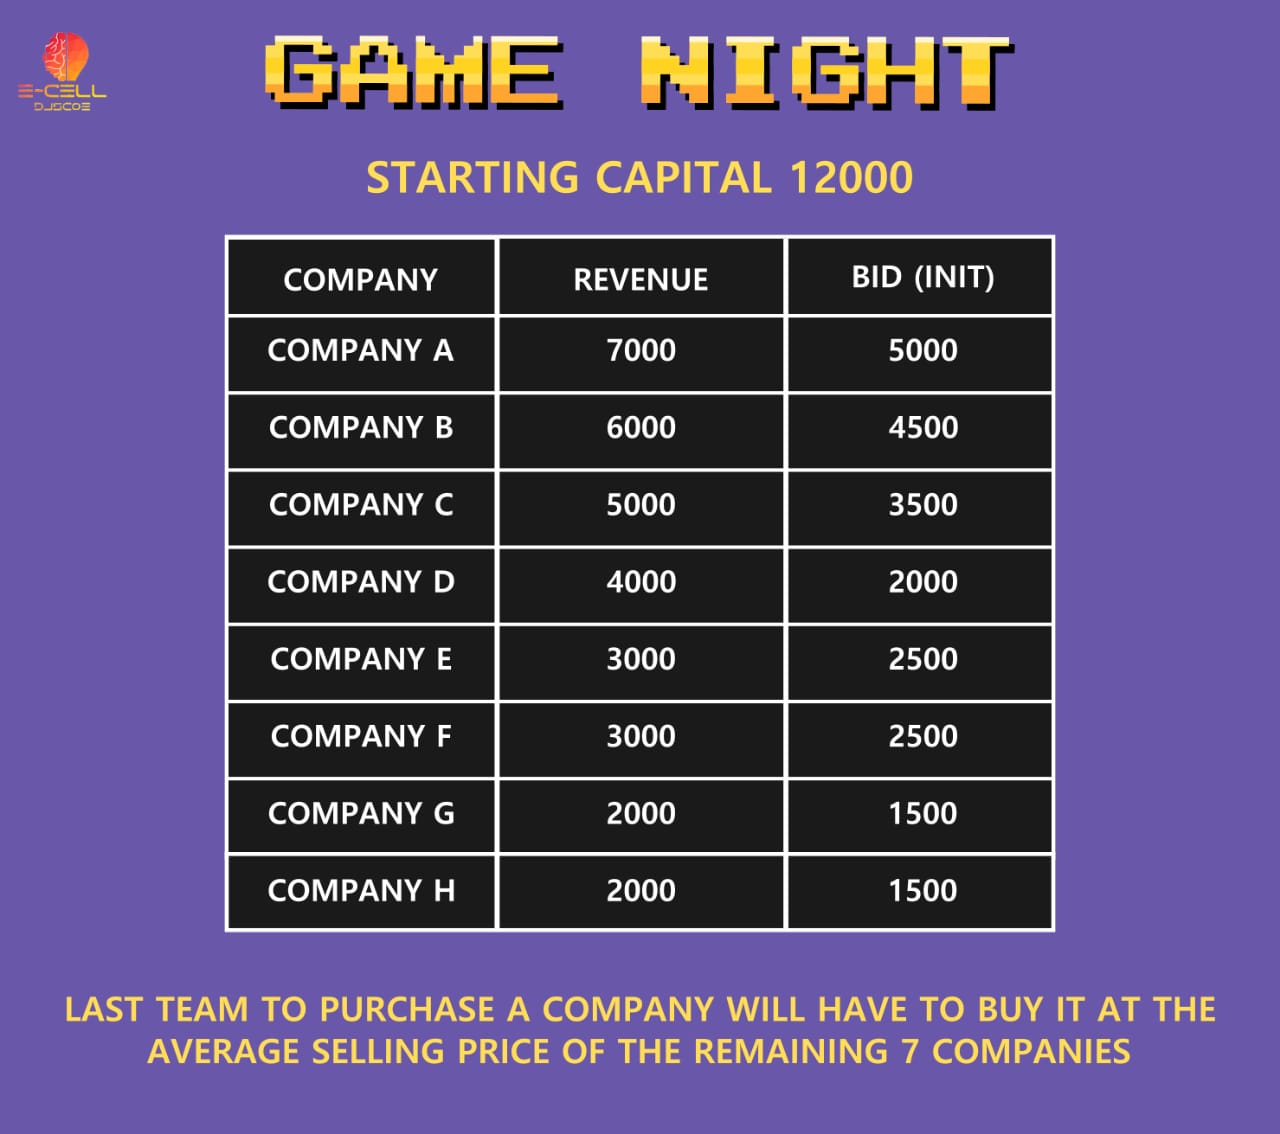 E-CELL
DJSCOE
GAME NIGHT
STARTING CAPITAL 12000
COMPANY REVENUE BID (INIT)
COMPANY A 7000 5000
COMPANY B 6000 4500
COMPANY C 5000 3500
COMPANY D 4000 2000
COMPANY E 3000 2500
COMPANY F 3000 2500
COMPANY G 2000 1500
COMPANY H 2000 1500
LAST TEAM TO PURCHASE A COMPANY WILL HAVE TO BUY IT AT THE
AVERAGE SELLING PRICE OF THE REMAINING 7 COMPANIES